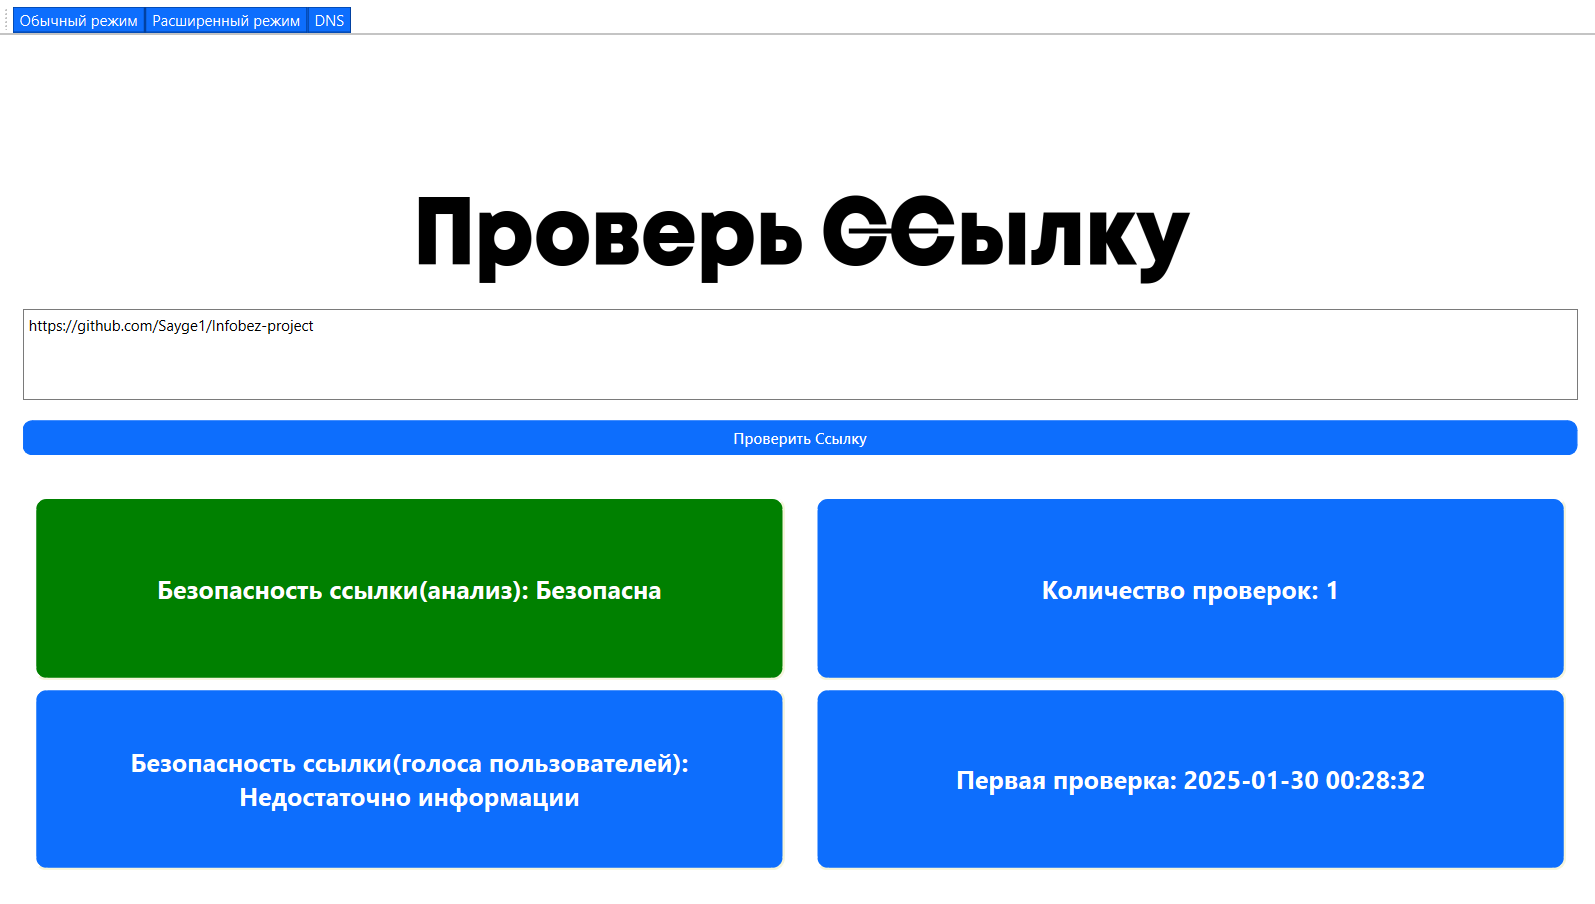 Обычный режим Расширенный режим DNS
Проверь ССылку
https://github.com/Sayge1/Infobez-project
Проверить Ссылку
Безопасность ссылки(анализ): Безопасна
Количество проверок: 1
Безопасность ссылки(голоса пользователей):
Недостаточно информации
Первая проверка: 2025-01-30 00:28:32